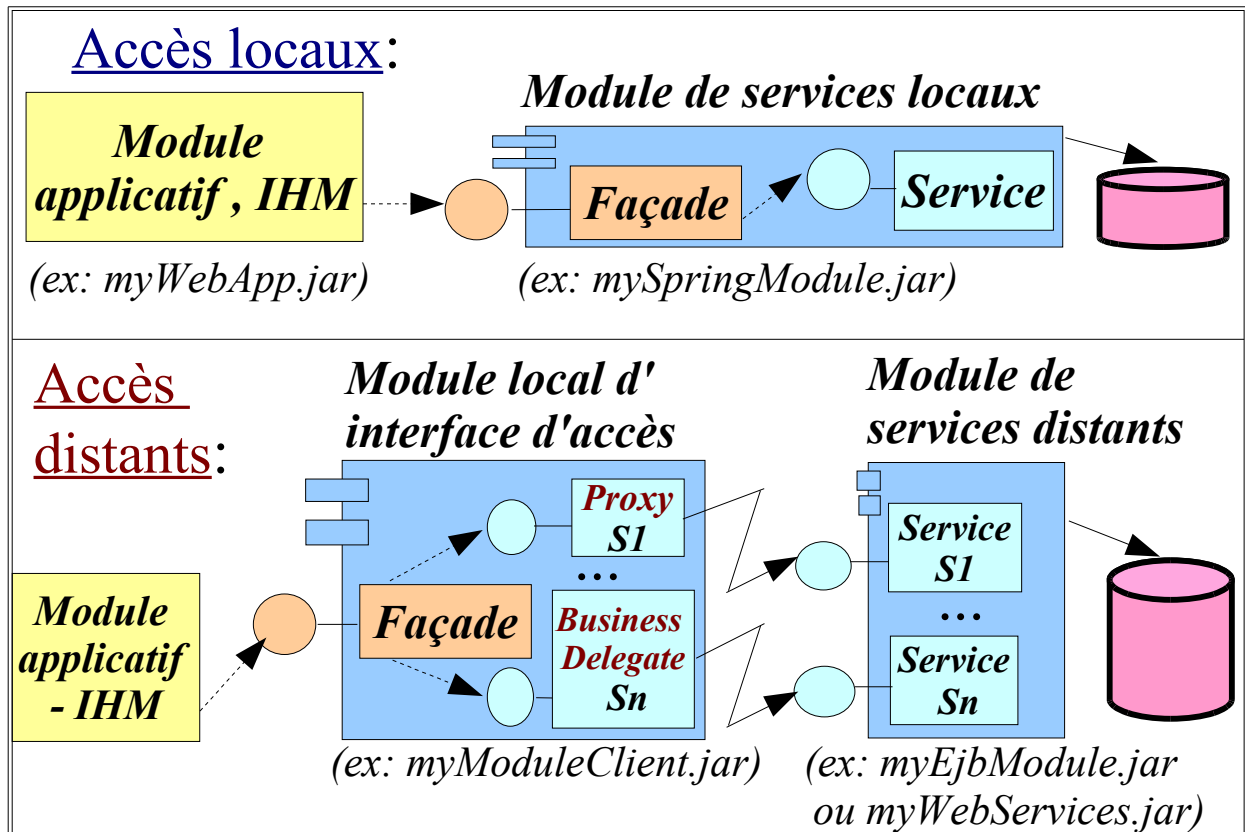 Accès locaux:
Module de services locaux
Module
applicatif , IHM
Façade
Service
(ex: myWebApp.jar)
(ex: mySpringModule.jar)
Accès
distants:
Module local d'
interface d'accès
Module de
services distants
Proxy
S1
...
Business
Delegate
Sn
Façade
Module
applicatif
- IHM
Service
S1
...
Service
Sn
(ex: myModuleClient.jar)
(ex: myEjbModule.jar
ou myWebServices.jar)